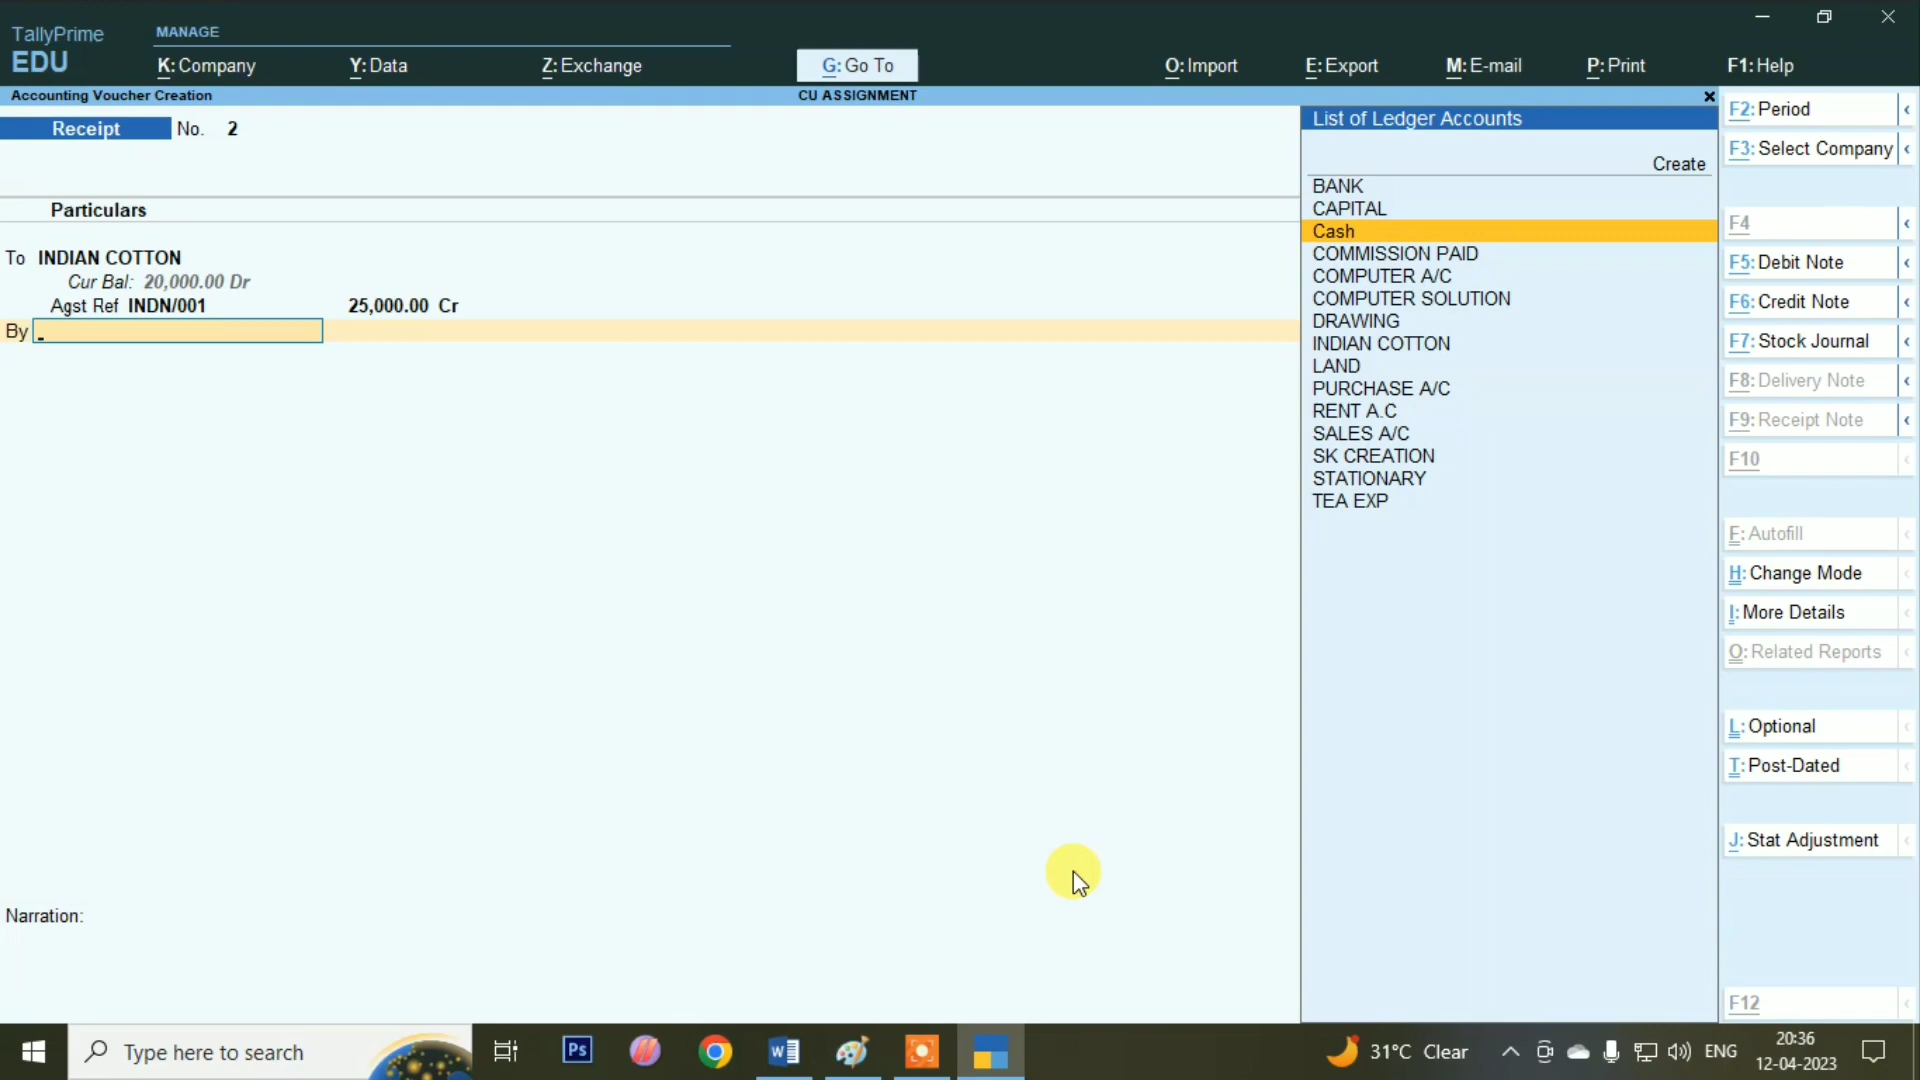 TallyPrime
EDU
MANAGE
K: Company
Y: Data
Z: Exchange
G: Go To
O: Import
E: Export
M: E-mail
P: Print
F1: Help
Accounting Voucher Creation
CU ASSIGNMENT
Receipt No. 2
Particulars
To INDIAN COTTON
Cur Bal: 20,000.00 Dr
Agst Ref INDN/001 25,000.00 Cr
By
Narration:
List of Ledger Accounts
Create
BANK
CAPITAL
Cash
COMMISSION PAID
COMPUTER A/C
COMPUTER SOLUTION
DRAWING
INDIAN COTTON
LAND
PURCHASE A/C
RENT A.C
SALES A/C
SK CREATION
STATIONARY
TEA EXP
F2: Period
F3: Select Company
F4
F5: Debit Note
F6: Credit Note
F7: Stock Journal
F8: Delivery Note
F9: Receipt Note
F10
F: Autofill
H: Change Mode
I: More Details
O: Related Reports
L: Optional
T: Post-Dated
J: Stat Adjustment
F12
Type here to search
Ps
W
31°C Clear
ENG
20:36
12-04-2023